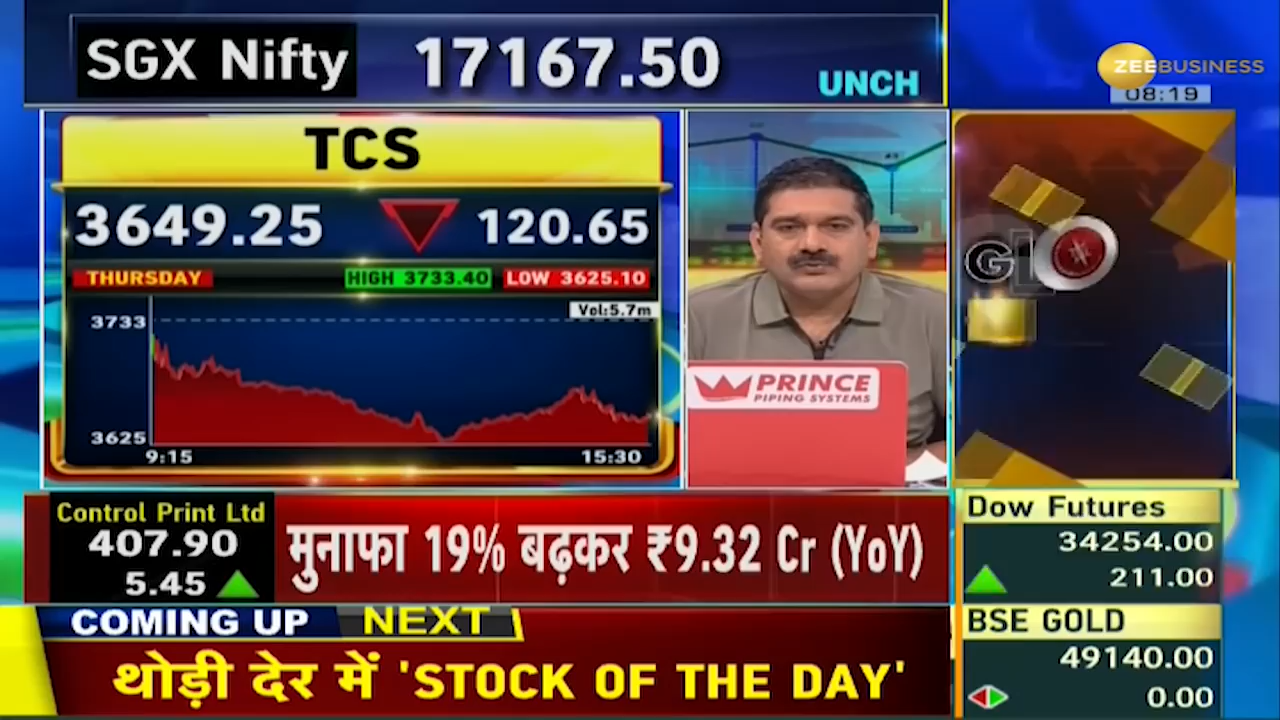 SGX Nifty 17167.50 UNCH
ZEEBUSINESS
08:19
TCS
3649.25 120.65
THURSDAY HIGH 3733.40 LOW 3625.10
Vol:5.7m
3733
3625
9:15 15:30
PRINCE
PIPING SYSTEMS
Control Print Ltd
407.90
5.45
मुनाफा 19% बढ़कर ₹9.32 Cr (YoY)
COMING UP NEXT
थोड़ी देर में 'STOCK OF THE DAY'
Dow Futures
34254.00
211.00
BSE GOLD
49140.00
0.00